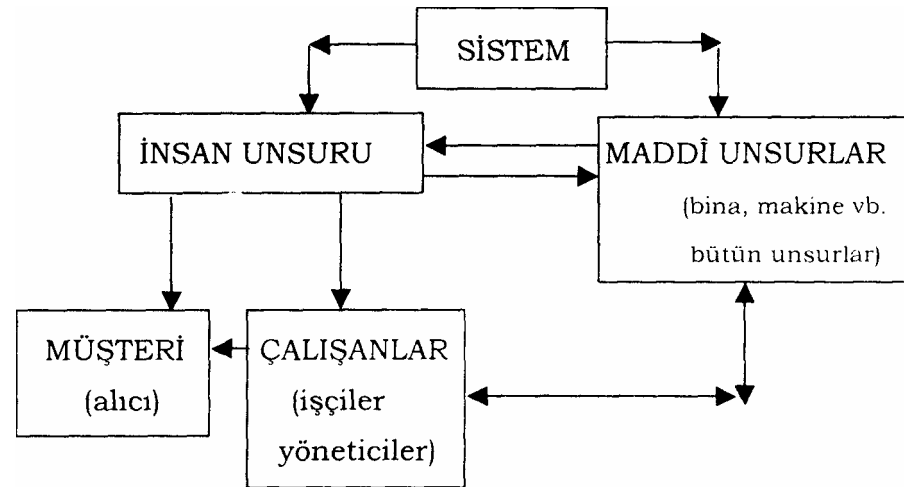 SİSTEM
İNSAN UNSURU
MADDÎ UNSURLAR
(bina, makine vb.
bütün unsurlar)
MÜŞTERİ
(alıcı)
ÇALIŞANLAR
(işçiler
yöneticiler)